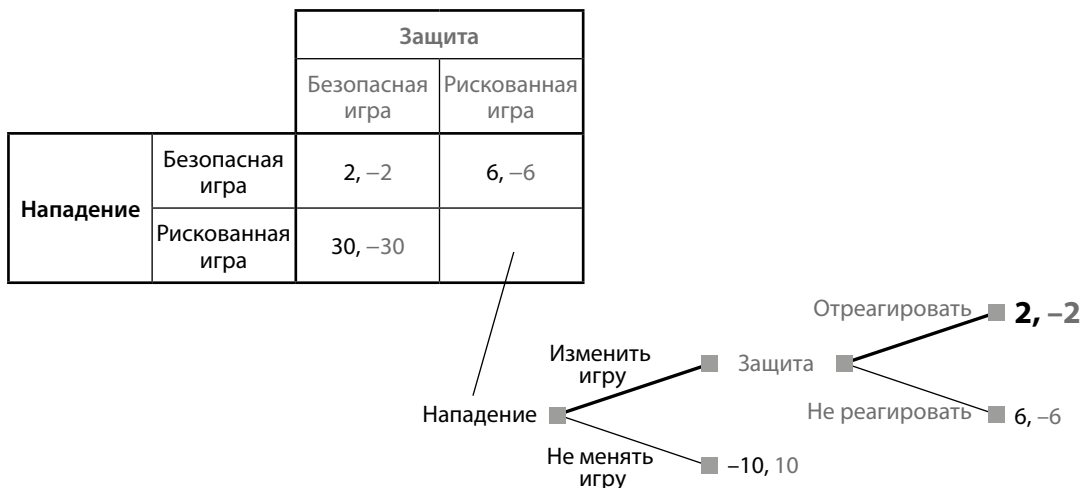 Защита
Безопасная
игра
Рискованная
игра
Нападение
Безопасная
игра
2, –2
6, –6
Рискованная
игра
30, –30
Отреагировать
2, –2
Изменить
игру
Защита
Нападение
Не реагировать
6, –6
Не менять
игру
–10, 10